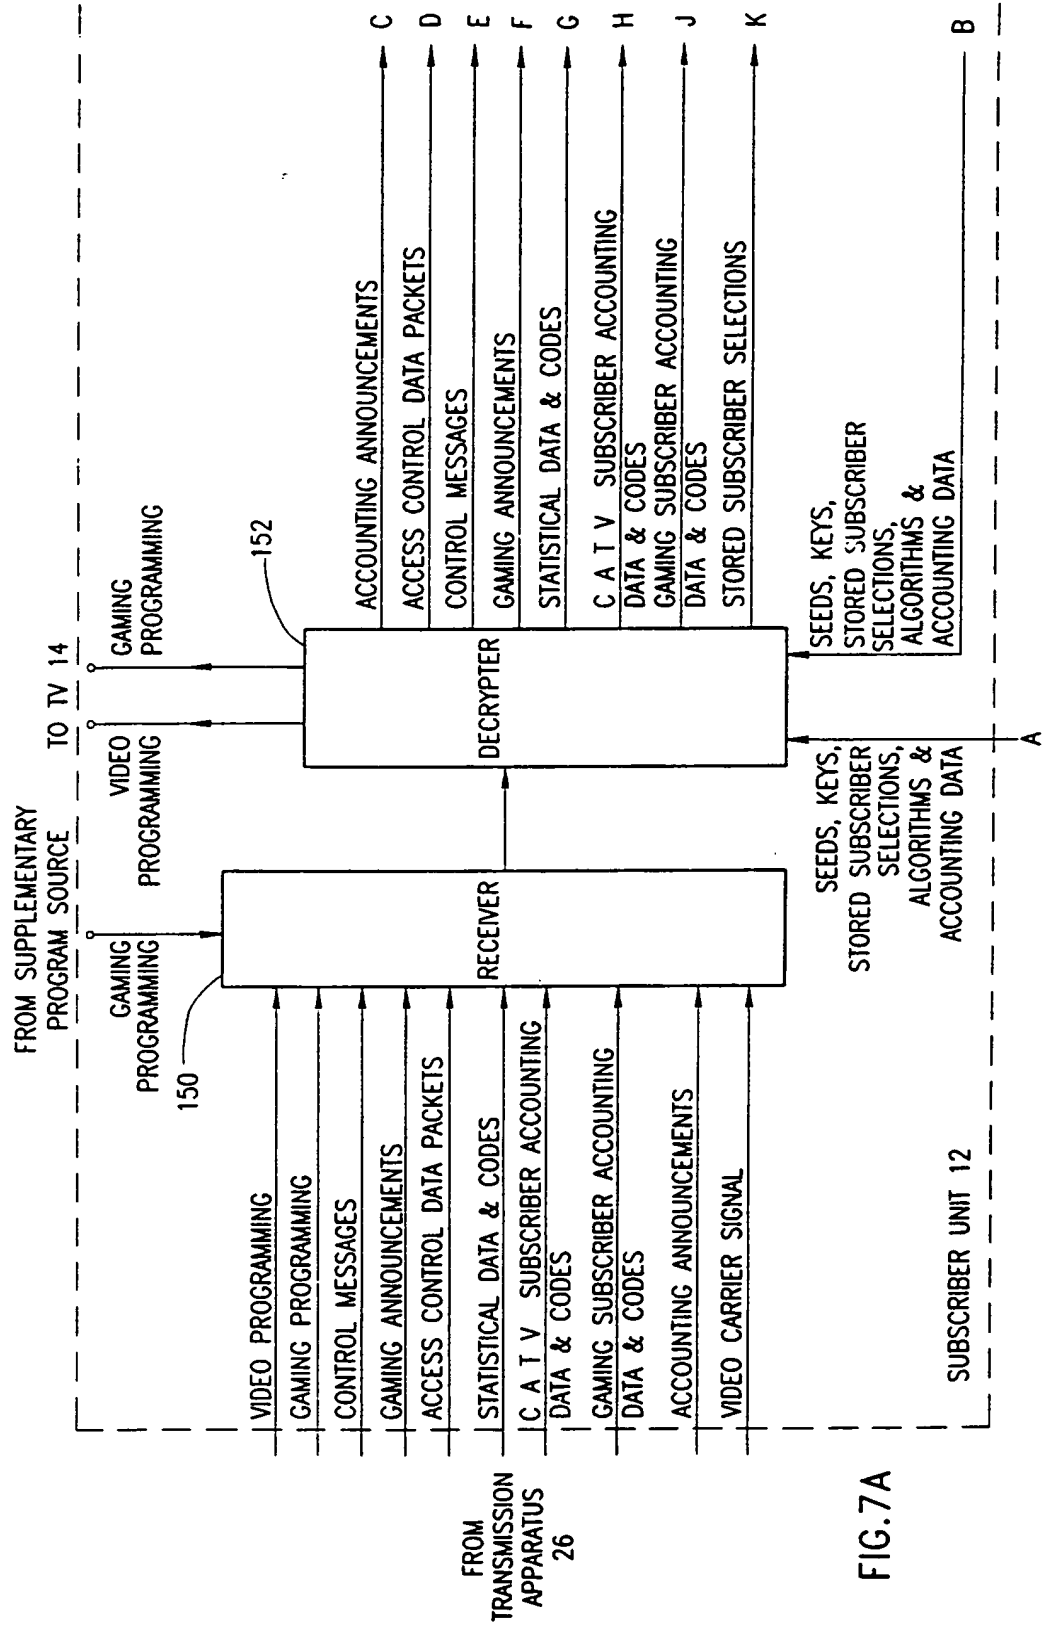 FROM SUPPLEMENTARY
PROGRAM SOURCE
TO TV 14
GAMING
PROGRAMMING
VIDEO
PROGRAMMING
GAMING
PROGRAMMING
150
152
FROM
TRANSMISSION
APPARATUS
26
VIDEO PROGRAMMING
GAMING PROGRAMMING
CONTROL MESSAGES
GAMING ANNOUNCEMENTS
ACCESS CONTROL DATA PACKETS
STATISTICAL DATA & CODES
C A T V SUBSCRIBER ACCOUNTING
DATA & CODES
GAMING SUBSCRIBER ACCOUNTING
DATA & CODES
ACCOUNTING ANNOUNCEMENTS
VIDEO CARRIER SIGNAL
RECEIVER
DECRYPTER
ACCOUNTING ANNOUNCEMENTS
C
ACCESS CONTROL DATA PACKETS
D
CONTROL MESSAGES
E
GAMING ANNOUNCEMENTS
F
STATISTICAL DATA & CODES
G
C A T V SUBSCRIBER ACCOUNTING
DATA & CODES
H
GAMING SUBSCRIBER ACCOUNTING
DATA & CODES
J
STORED SUBSCRIBER SELECTIONS
K
SEEDS, KEYS,
STORED SUBSCRIBER
SELECTIONS,
ALGORITHMS &
ACCOUNTING DATA
A
SEEDS, KEYS,
STORED SUBSCRIBER
SELECTIONS,
ALGORITHMS &
ACCOUNTING DATA
B
SUBSCRIBER UNIT 12
FIG.7A